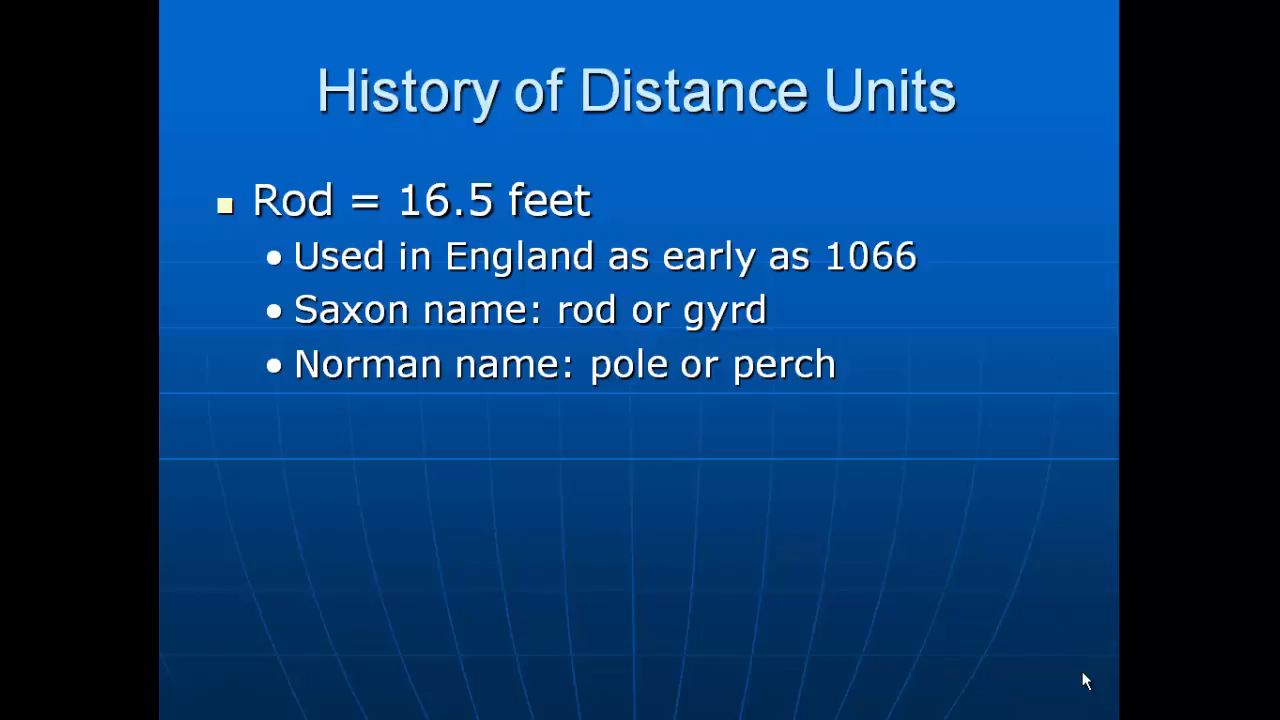 History of Distance Units
Rod = 16.5 feet
Used in England as early as 1066
Saxon name: rod or gyrd
Norman name: pole or perch